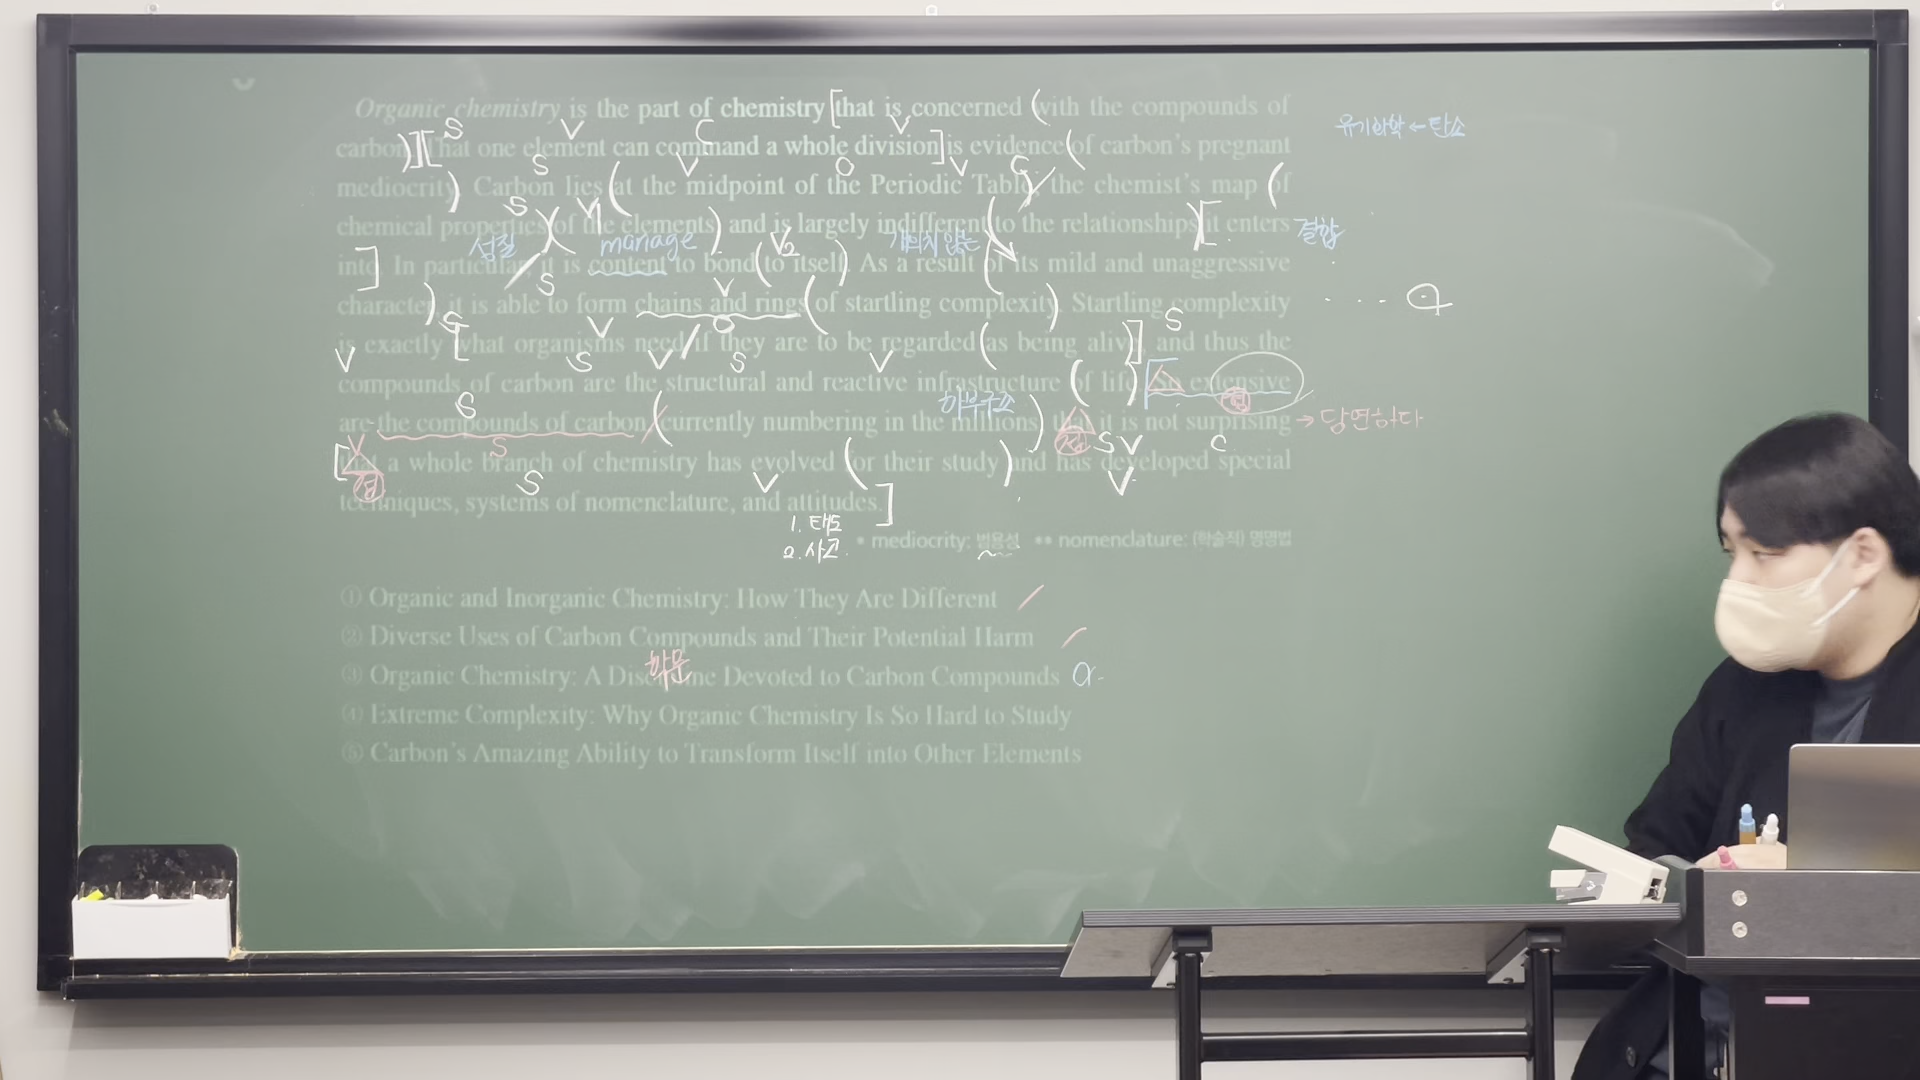 Organic chemistry is the part of chemistry that is concerned with the compounds of
carbon. That one element can command a whole division is evidence of carbon's pregnant
mediocrity. Carbon lies at the midpoint of the Periodic Table, the chemist's map of
chemical properties of the elements, and is largely indifferent to the relationships it enters
into. In particular, it is content to bond to itself. As a result of its mild and unaggressive
character, it is able to form chains and rings of startling complexity. Startling complexity
is exactly what organisms need if they are to be regarded as being alive, and thus the
compounds of carbon are the structural and reactive infrastructure of life. So extensive
are the compounds of carbon, currently numbering in the millions, that it is not surprising
that a whole branch of chemistry has evolved for their study and has developed special
techniques, systems of nomenclature, and attitudes.
* mediocrity: 범용성 ** nomenclature: (학술적) 명명법
① Organic and Inorganic Chemistry: How They Are Different
② Diverse Uses of Carbon Compounds and Their Potential Harm
③ Organic Chemistry: A Discipline Devoted to Carbon Compounds
④ Extreme Complexity: Why Organic Chemistry Is So Hard to Study
⑤ Carbon's Amazing Ability to Transform Itself into Other Elements
유기화학 ← 탄소
성질
manage
개의치 않는
결합
하부구조
→ 당연하다
1. 태도
2. 사고
학문